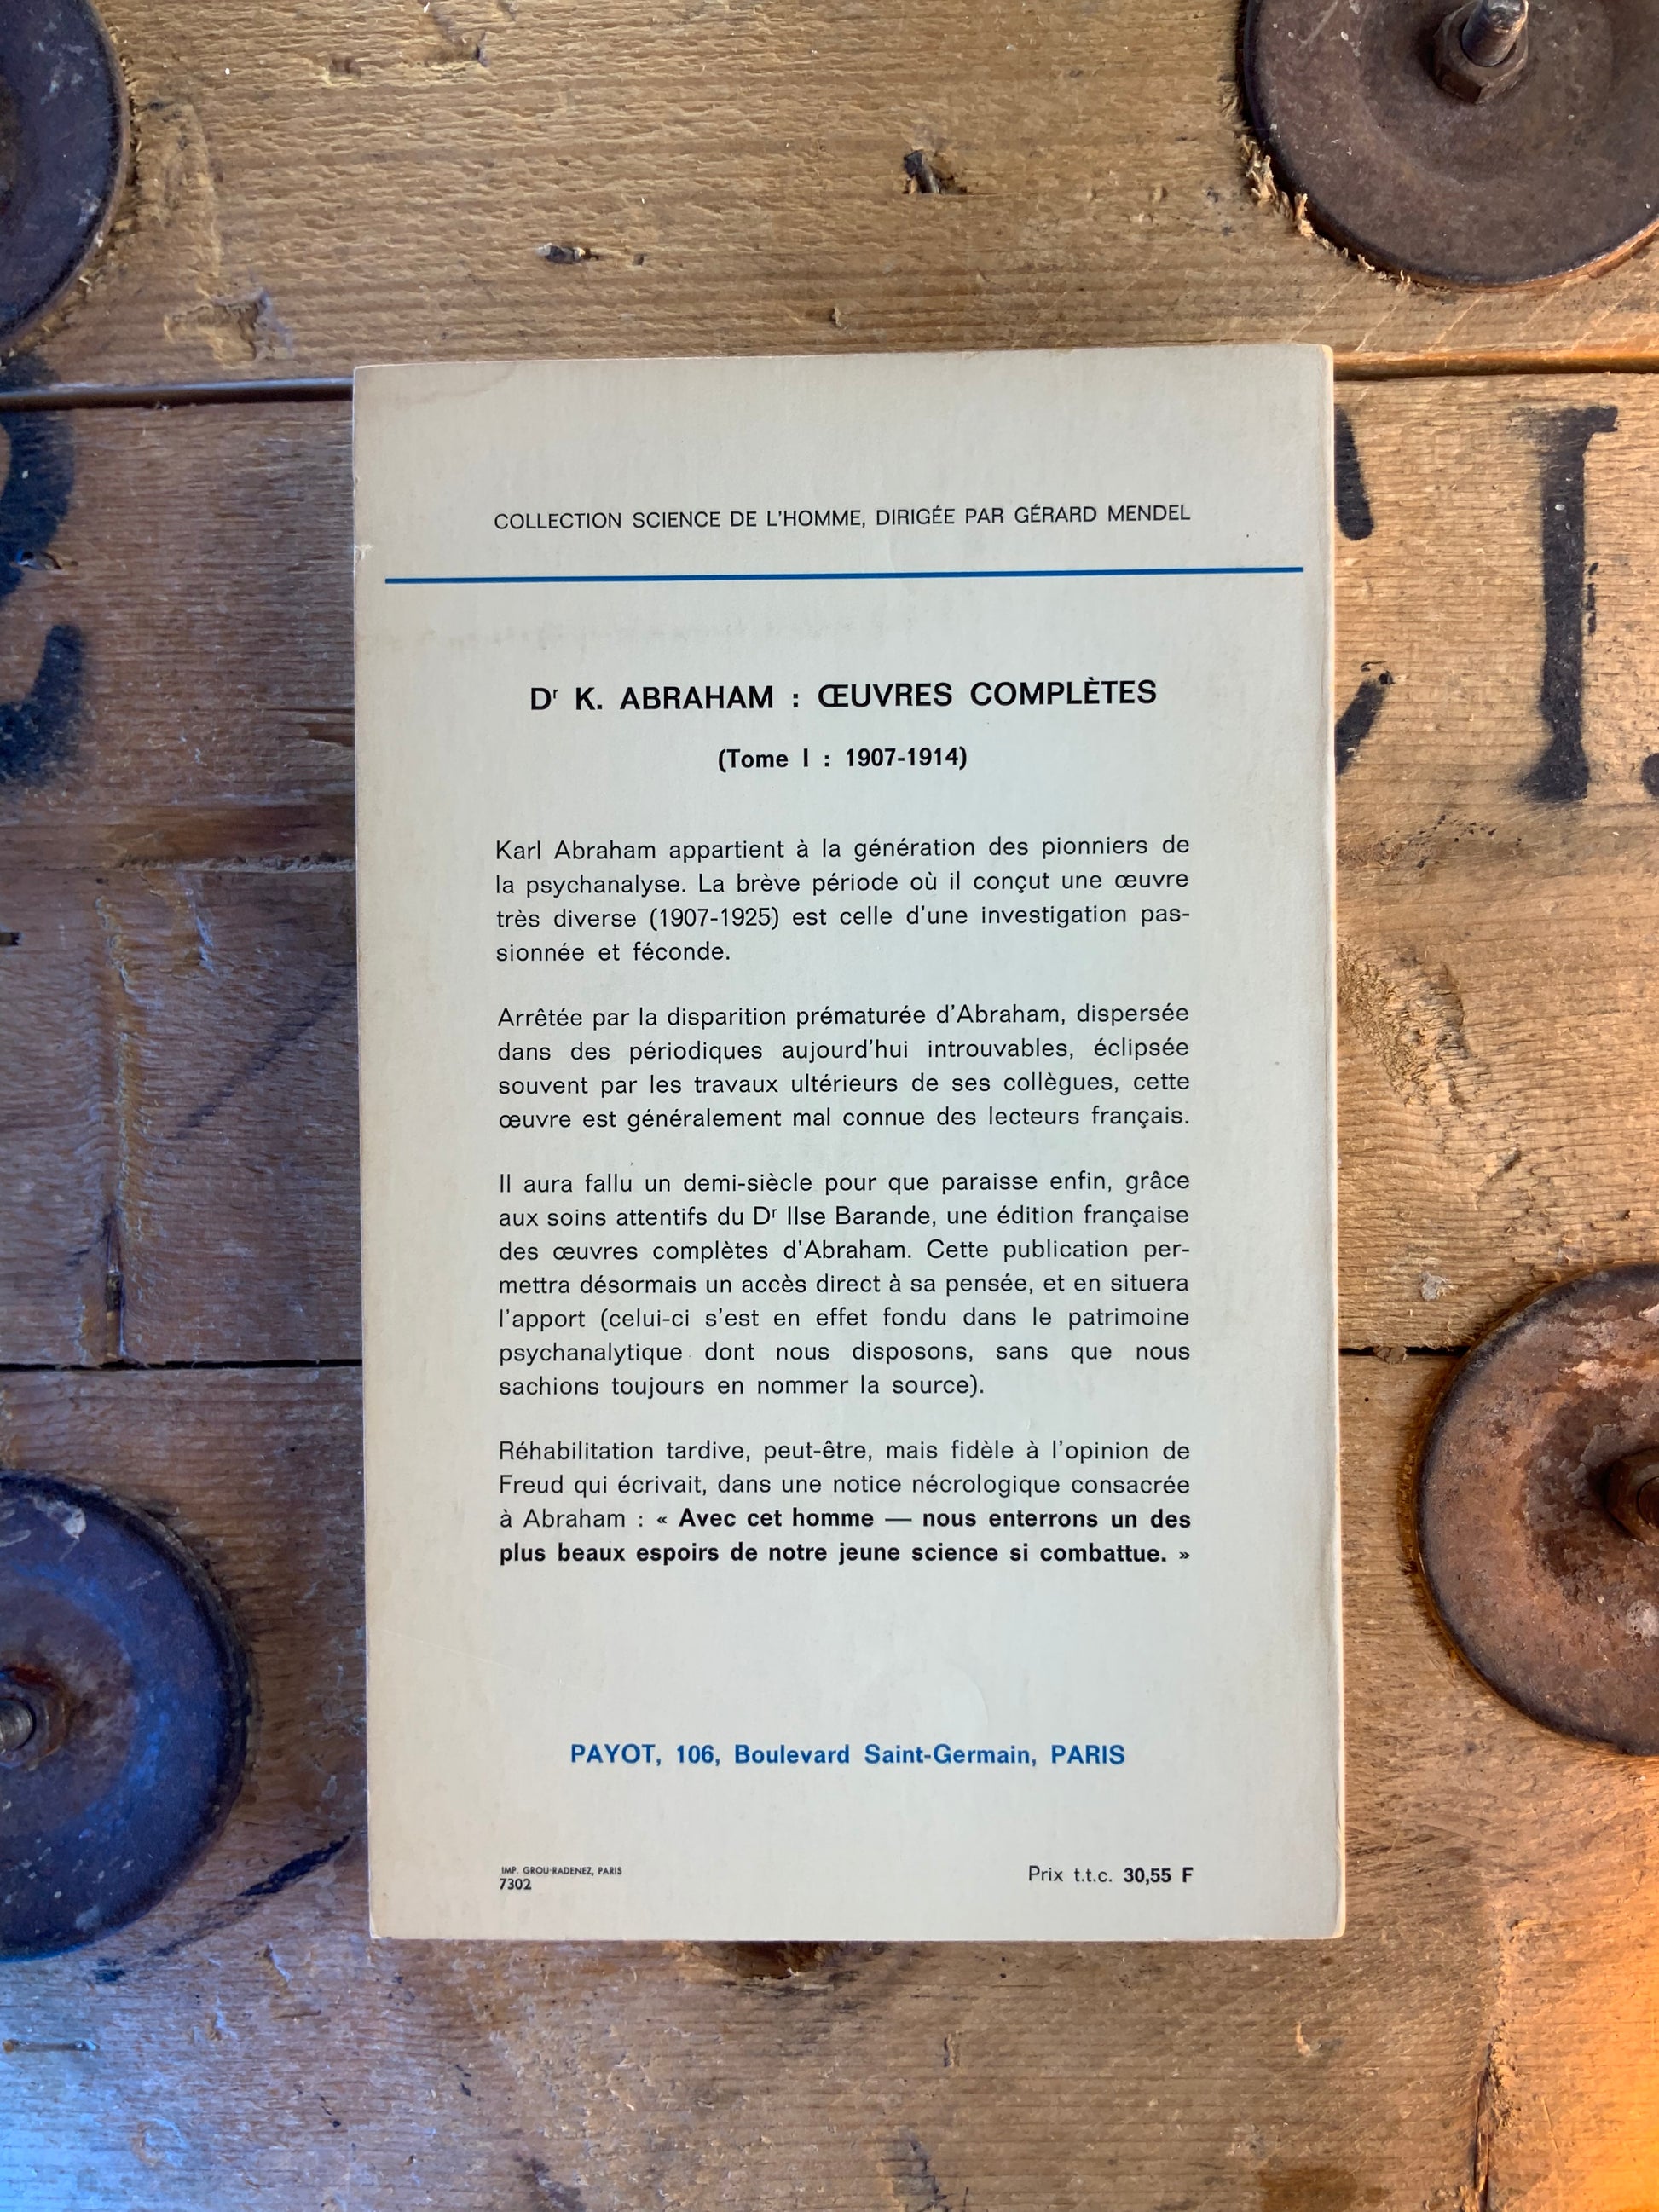 COLLECTION SCIENCE DE L'HOMME, DIRIGÉE PAR GÉRARD MENDEL
Dr K. ABRAHAM : ŒUVRES COMPLÈTES
(Tome I : 1907-1914)
Karl Abraham appartient à la génération des pionniers de
la psychanalyse. La brève période où il conçut une œuvre
très diverse (1907-1925) est celle d'une investigation pas-
sionnée et féconde.
Arrêtée par la disparition prématurée d'Abraham, dispersée
dans des périodiques aujourd'hui introuvables, éclipsée
souvent par les travaux ultérieurs de ses collègues, cette
œuvre est généralement mal connue des lecteurs français.
Il aura fallu un demi-siècle pour que paraisse enfin, grâce
aux soins attentifs du Dr Ilse Barande, une édition française
des œuvres complètes d'Abraham. Cette publication per-
mettra désormais un accès direct à sa pensée, et en situera
l'apport (celui-ci s'est en effet fondu dans le patrimoine
psychanalytique dont nous disposons, sans que nous
sachions toujours en nommer la source).
Réhabilitation tardive, peut-être, mais fidèle à l'opinion de
Freud qui écrivait, dans une notice nécrologique consacrée
à Abraham : « Avec cet homme — nous enterrons un des
plus beaux espoirs de notre jeune science si combattue. »
PAYOT, 106, Boulevard Saint-Germain, PARIS
IMP. GROU-RADENEZ, PARIS
7302
Prix t.t.c. 30,55 F